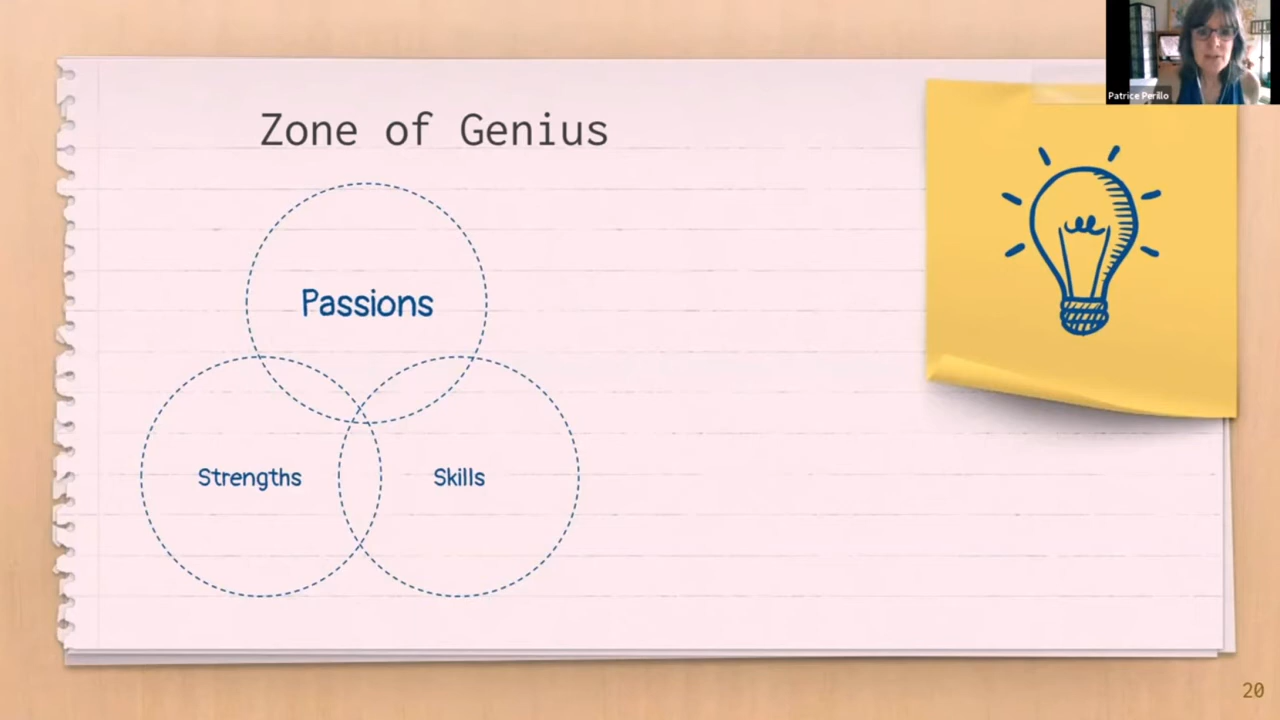 Patrice Perillo
Zone of Genius
Passions
Strengths
Skills
20